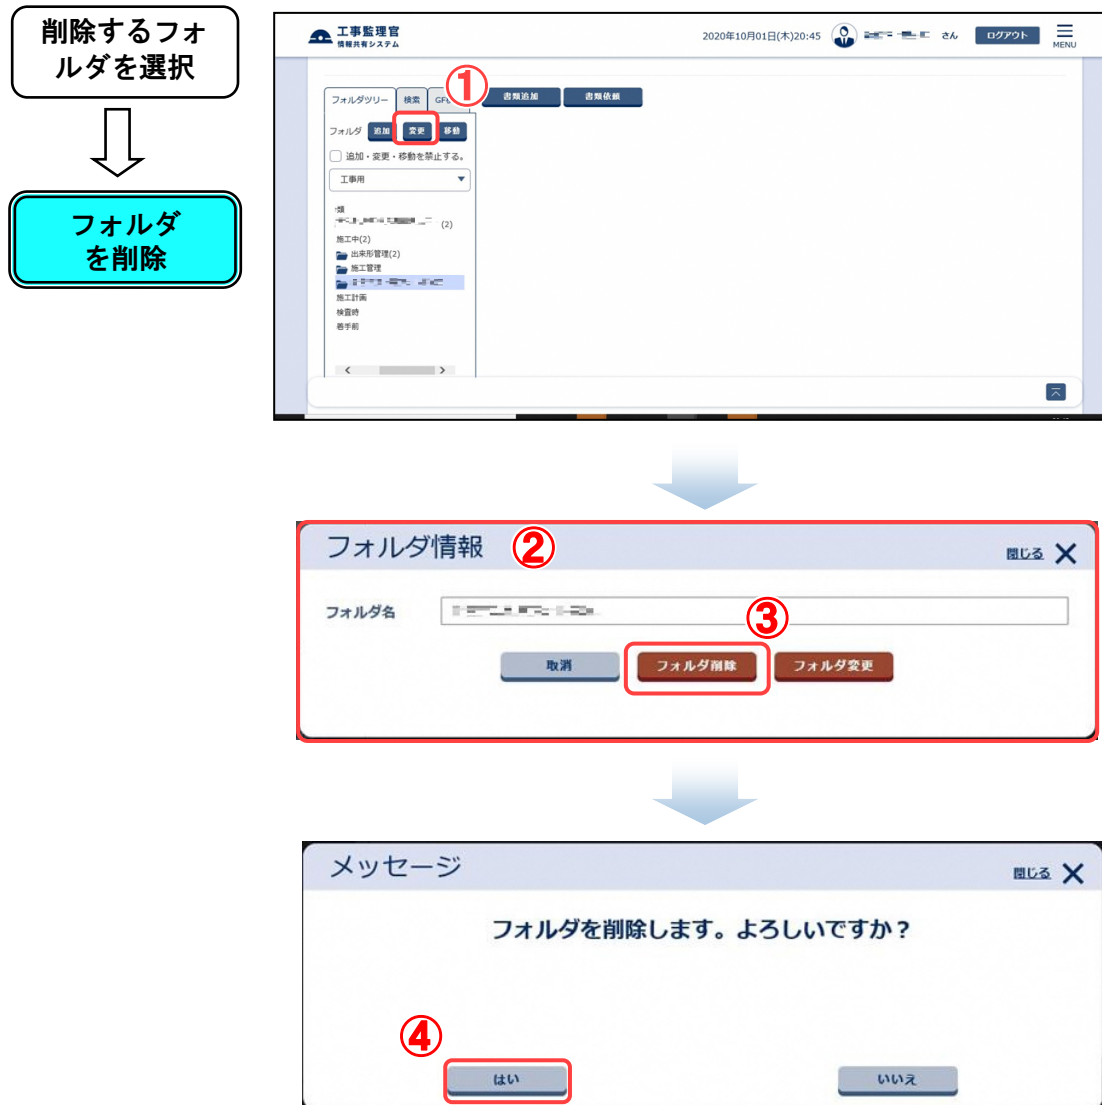 削除するフォ
ルダを選択
フォルダ
を削除
工事監理官
情報共有システム
2020年10月01日(木)20:45
さん
ログアウト
MENU
①
フォルダツリー
検索
書類追加
書類依頼
フォルダ
追加
変更
移動
追加・変更・移動を禁止する。
工事用
類
(2)
施工中(2)
出来形管理(2)
施工管理
施工計画
検査時
着手前
フォルダ情報
②
閉じる
フォルダ名
③
取消
フォルダ削除
フォルダ変更
メッセージ
閉じる
フォルダを削除します。よろしいですか？
④
はい
いいえ